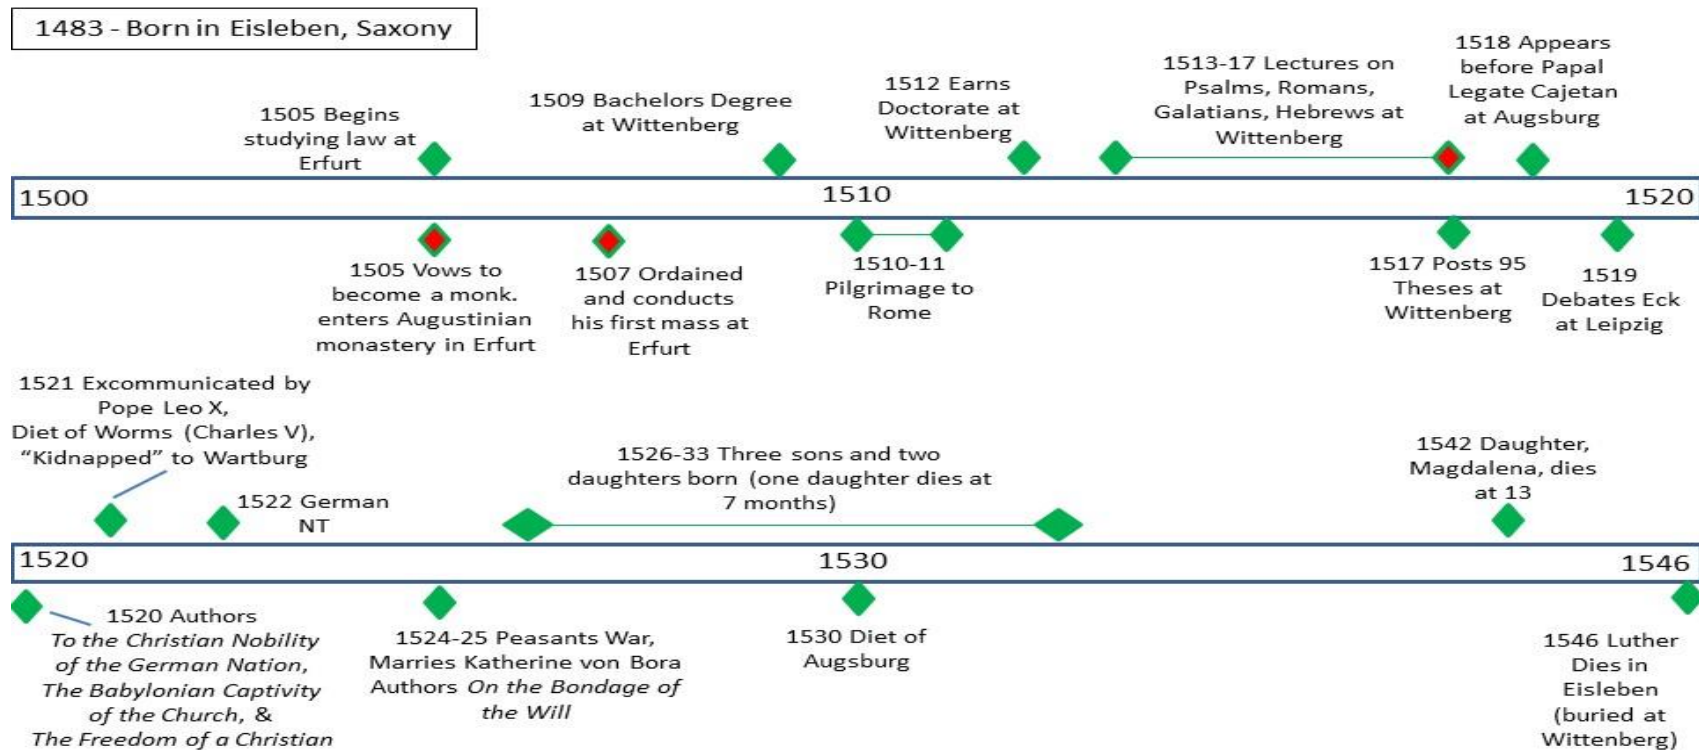 1483 - Born in Eisleben, Saxony
1505 Begins
studying law at
Erfurt
1509 Bachelors Degree
at Wittenberg
1512 Earns
Doctorate at
Wittenberg
1513-17 Lectures on
Psalms, Romans,
Galatians, Hebrews at
Wittenberg
1518 Appears
before Papal
Legate Cajetan
at Augsburg
1500
1510
1520
1505 Vows to
become a monk.
enters Augustinian
monastery in Erfurt
1507 Ordained
and conducts
his first mass at
Erfurt
1510-11
Pilgrimage to
Rome
1517 Posts 95
Theses at
Wittenberg
1519
Debates Eck
at Leipzig
1521 Excommunicated by
Pope Leo X,
Diet of Worms (Charles V),
“Kidnapped” to Wartburg
1522 German
NT
1526-33 Three sons and two
daughters born (one daughter dies at
7 months)
1542 Daughter,
Magdalena, dies
at 13
1520
1530
1546
1520 Authors
To the Christian Nobility
of the German Nation,
The Babylonian Captivity
of the Church, &
The Freedom of a Christian
1524-25 Peasants War,
Marries Katherine von Bora
Authors On the Bondage of
the Will
1530 Diet of
Augsburg
1546 Luther
Dies in
Eisleben
(buried at
Wittenberg)